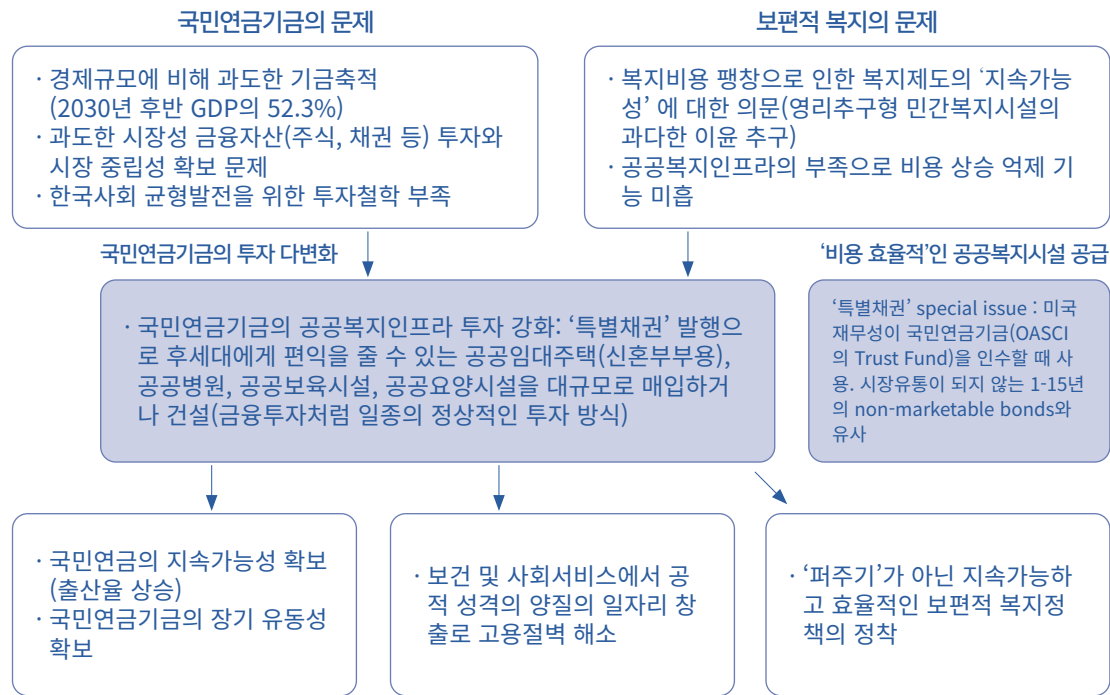 국민연금기금의 문제
· 경제규모에 비해 과도한 기금축적
(2030년 후반 GDP의 52.3%)
· 과도한 시장성 금융자산(주식, 채권 등) 투자와
시장 중립성 확보 문제
· 한국사회 균형발전을 위한 투자철학 부족
보편적 복지의 문제
· 복지비용 팽창으로 인한 복지제도의 ‘지속가능
성’ 에 대한 의문(영리추구형 민간복지시설의
과다한 이윤 추구)
· 공공복지인프라의 부족으로 비용 상승 억제 기
능 미흡
국민연금기금의 투자 다변화
‘비용 효율적’인 공공복지시설 공급
· 국민연금기금의 공공복지인프라 투자 강화: ‘특별채권’ 발행으
로 후세대에게 편익을 줄 수 있는 공공임대주택(신혼부부용),
공공병원, 공공보육시설, 공공요양시설을 대규모로 매입하거
나 건설(금융투자처럼 일종의 정상적인 투자 방식)
‘특별채권’ special issue : 미국
재무성이 국민연금기금(OASCI
의 Trust Fund)을 인수할 때 사
용. 시장유통이 되지 않는 1-15년
의 non-marketable bonds와
유사
· 국민연금의 지속가능성 확보
(출산율 상승)
· 국민연금기금의 장기 유동성
확보
· 보건 및 사회서비스에서 공
적 성격의 양질의 일자리 창
출로 고용절벽 해소
· ‘퍼주기’가 아닌 지속가능하
고 효율적인 보편적 복지정
책의 정착